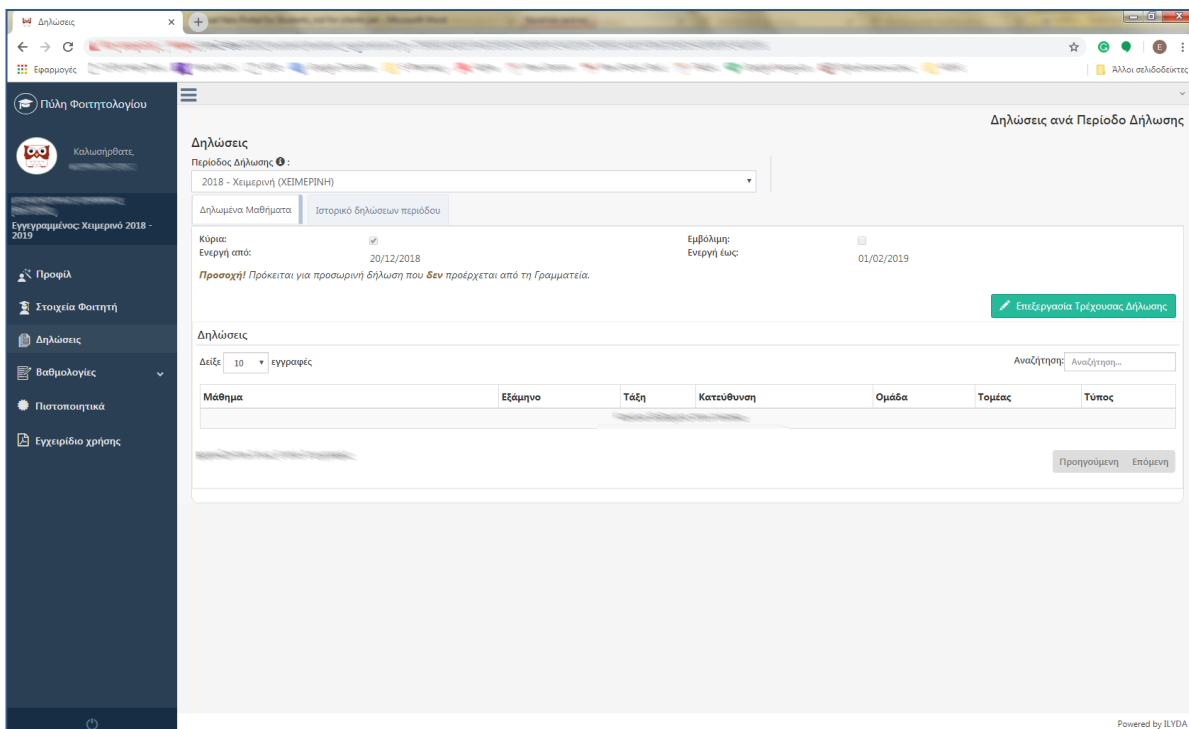 Δηλώσεις
Εφαρμογές
Άλλοι σελιδοδείκτες
Πύλη Φοιτητολογίου
Καλωσήρθατε,
Εγγεγραμμένος: Χειμερινό 2018 -
2019
Προφίλ
Στοιχεία Φοιτητή
Δηλώσεις
Βαθμολογίες
Πιστοποιητικά
Εγχειρίδιο χρήσης
Δηλώσεις ανά Περίοδο Δήλωσης
Δηλώσεις
Περίοδος Δήλωσης :
2018 - Χειμερινή (ΧΕΙΜΕΡΙΝΗ)
Δηλωμένα Μαθήματα Ιστορικό δηλώσεων περιόδου
Κύρια: Εμβόλιμη:
Ενεργή από: 20/12/2018 Ενεργή έως: 01/02/2019
Προσοχή! Πρόκειται για προσωρινή δήλωση που δεν προέρχεται από τη Γραμματεία.
Επεξεργασία Τρέχουσας Δήλωσης
Δηλώσεις
Δείξε 10 εγγραφές Αναζήτηση: Αναζήτηση...
Μάθημα Εξάμηνο Τάξη Κατεύθυνση Ομάδα Τομέας Τύπος
Προηγούμενη Επόμενη
Powered by ILYDA